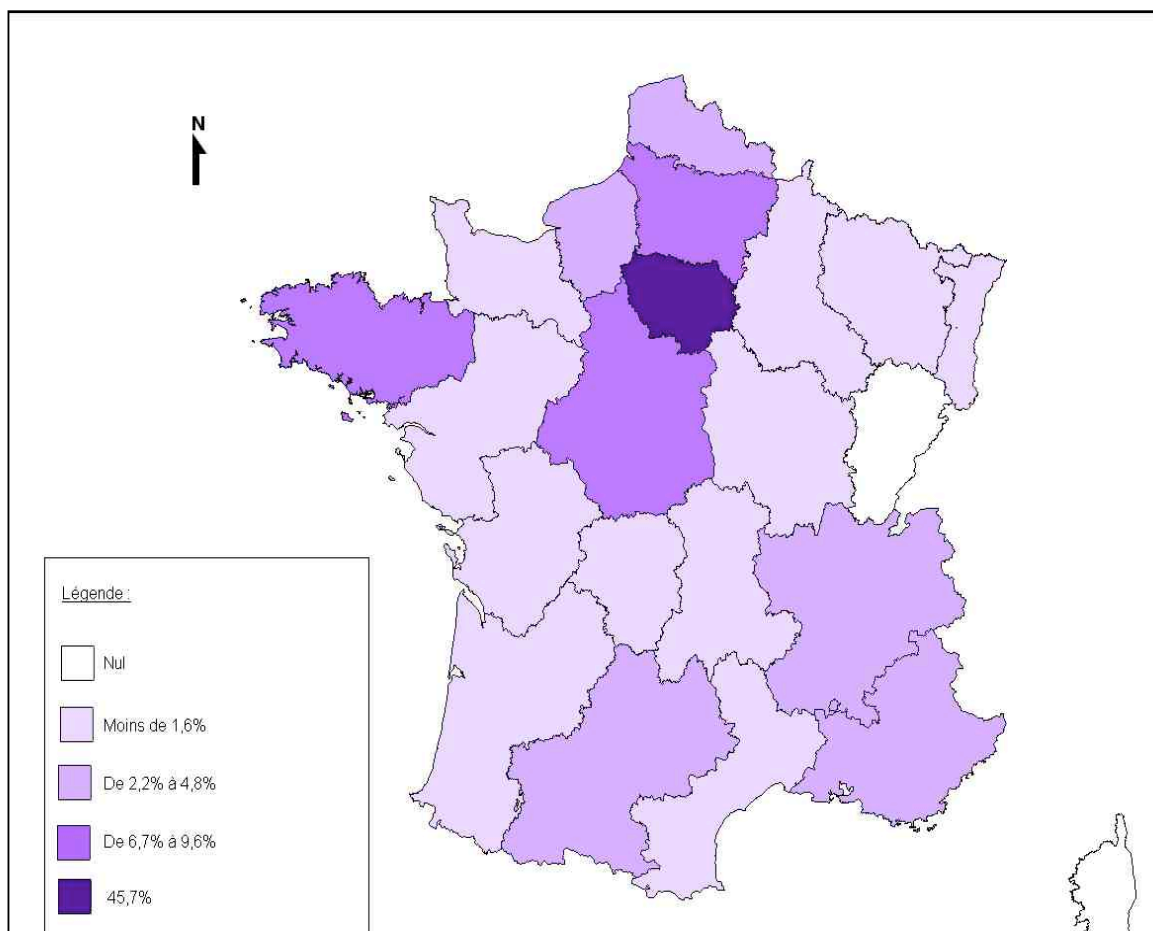 N
Légende :
Nul
Moins de 1,6%
De 2,2% à 4,8%
De 6,7% à 9,6%
45,7%